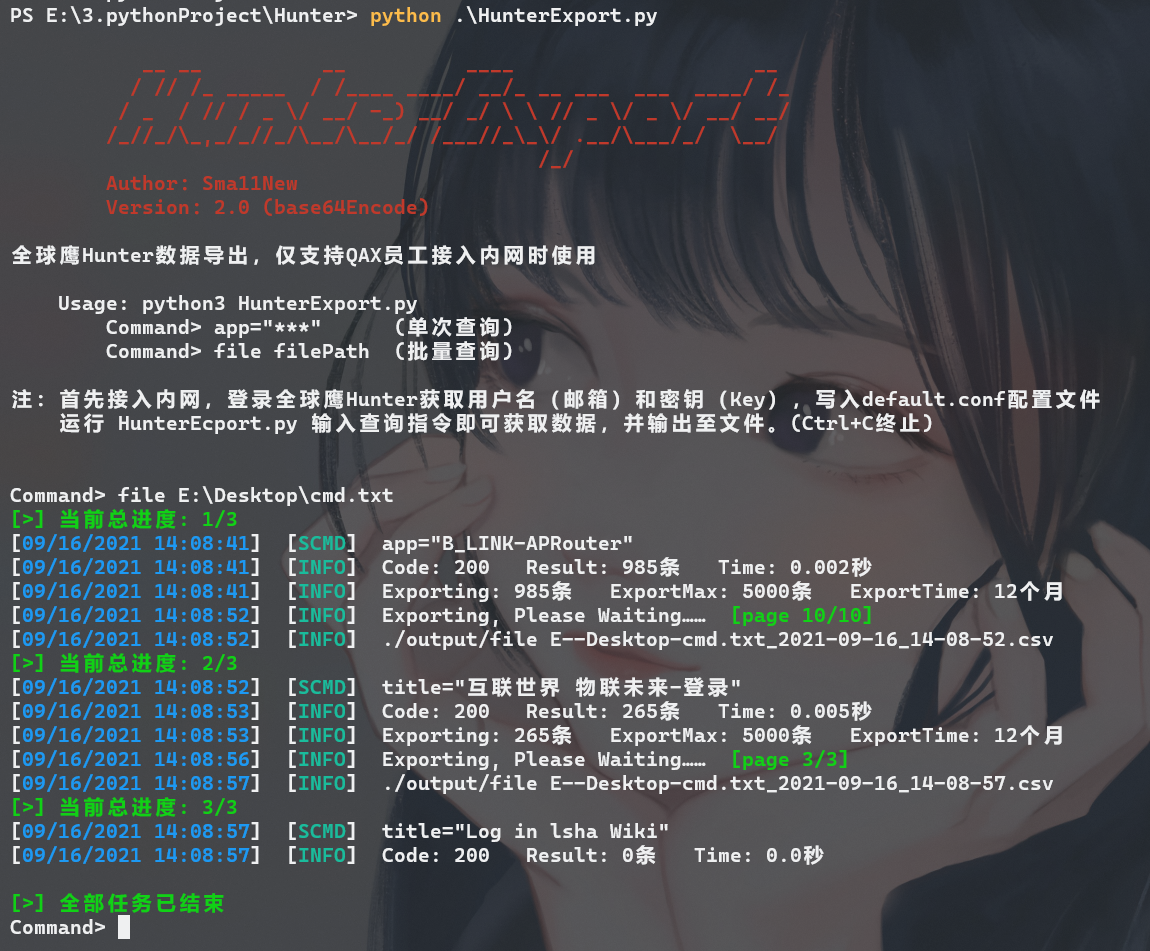 PS E:\3.pythonProject\Hunter> python .\HunterExport.py
HunterExport
Author: Sma11New
Version: 2.0 (base64Encode)
全球鹰Hunter数据导出，仅支持QAX员工接入内网时使用
Usage: python3 HunterExport.py
Command> app="***" （单次查询）
Command> file filePath （批量查询）
注：首先接入内网，登录全球鹰Hunter获取用户名（邮箱）和密钥（Key），写入default.conf配置文件
运行 HunterEcport.py 输入查询指令即可获取数据，并输出至文件。（Ctrl+C终止）
Command> file E:\Desktop\cmd.txt
[>] 当前总进度：1/3
[09/16/2021 14:08:41] [SCMD] app="B_LINK-APRouter"
[09/16/2021 14:08:41] [INFO] Code: 200 Result: 985条 Time: 0.002秒
[09/16/2021 14:08:41] [INFO] Exporting: 985条 ExportMax: 5000条 ExportTime: 12个月
[09/16/2021 14:08:52] [INFO] Exporting, Please Waiting…… [page 10/10]
[09/16/2021 14:08:52] [INFO] ./output/file E--Desktop-cmd.txt_2021-09-16_14-08-52.csv
[>] 当前总进度：2/3
[09/16/2021 14:08:52] [SCMD] title="互联世界 物联未来-登录"
[09/16/2021 14:08:53] [INFO] Code: 200 Result: 265条 Time: 0.005秒
[09/16/2021 14:08:53] [INFO] Exporting: 265条 ExportMax: 5000条 ExportTime: 12个月
[09/16/2021 14:08:56] [INFO] Exporting, Please Waiting…… [page 3/3]
[09/16/2021 14:08:57] [INFO] ./output/file E--Desktop-cmd.txt_2021-09-16_14-08-57.csv
[>] 当前总进度：3/3
[09/16/2021 14:08:57] [SCMD] title="Log in lsha Wiki"
[09/16/2021 14:08:57] [INFO] Code: 200 Result: 0条 Time: 0.0秒
[>] 全部任务已结束
Command>